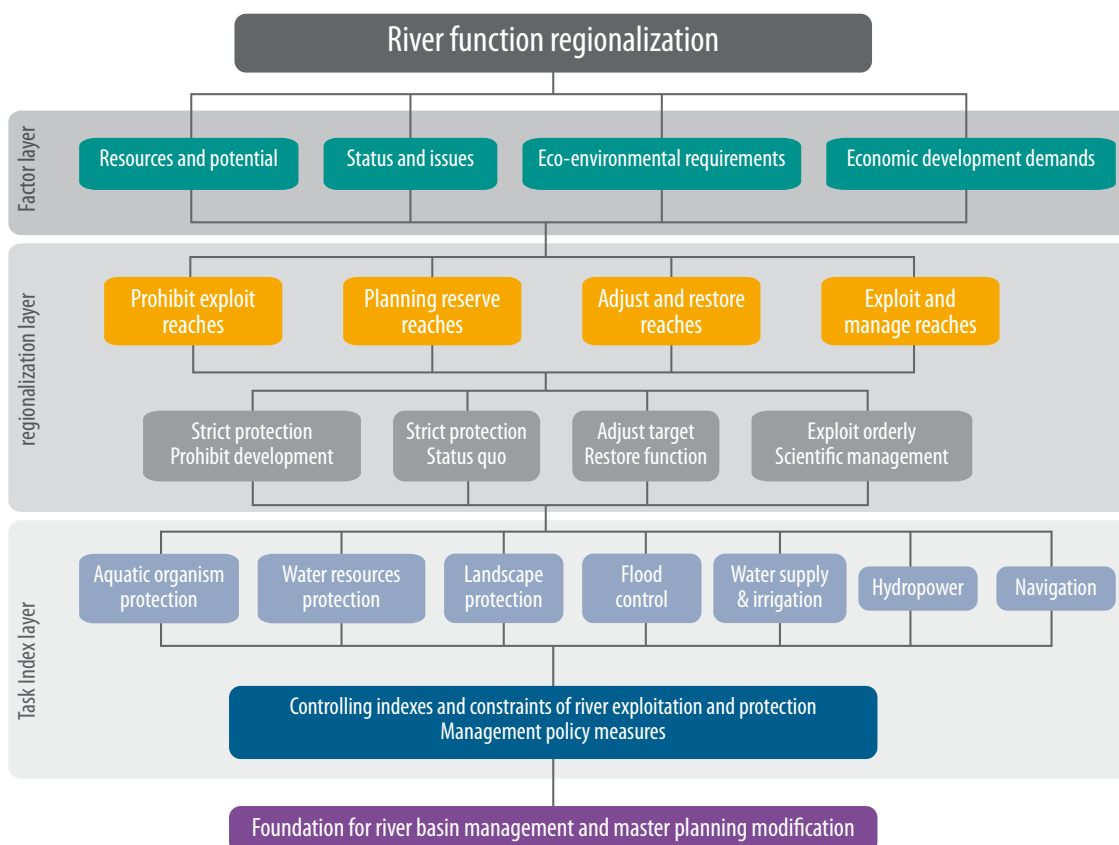 River function regionalization
Factor layer
Resources and potential
Status and issues
Eco-environmental requirements
Economic development demands
regionalization layer
Prohibit exploit
reaches
Planning reserve
reaches
Adjust and restore
reaches
Exploit and
manage reaches
Strict protection
Prohibit development
Strict protection
Status quo
Adjust target
Restore function
Exploit orderly
Scientific management
Task Index layer
Aquatic organism
protection
Water resources
protection
Landscape
protection
Flood
control
Water supply
& irrigation
Hydropower
Navigation
Controlling indexes and constraints of river exploitation and protection
Management policy measures
Foundation for river basin management and master planning modification